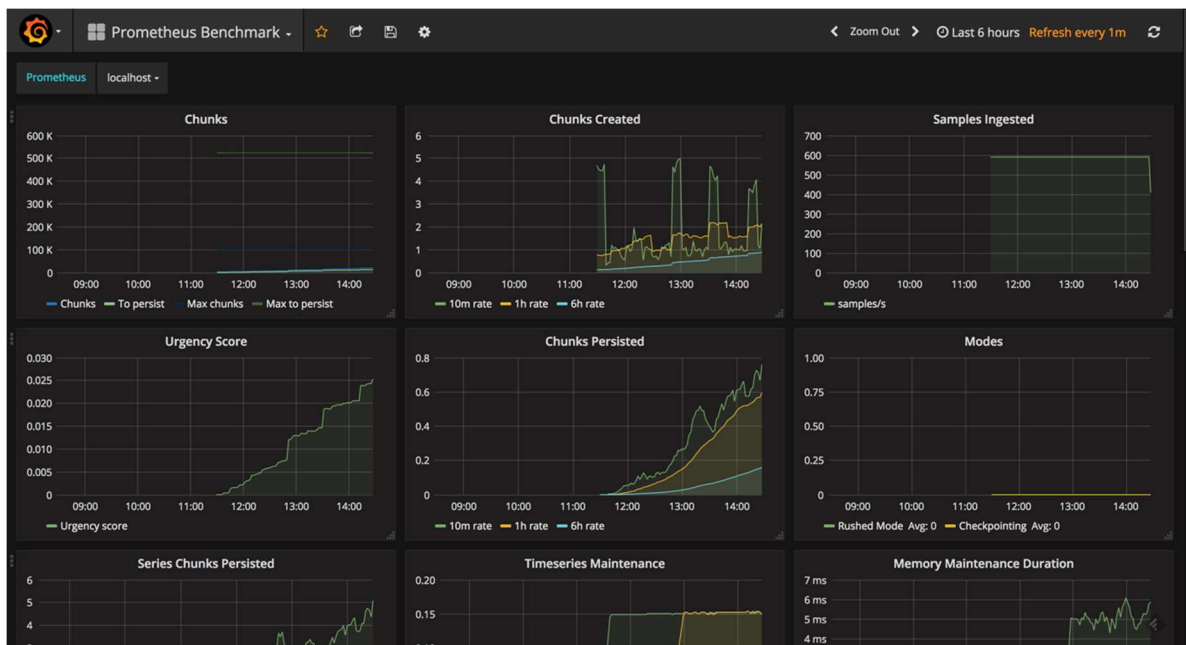 Prometheus Benchmark
Zoom Out
Last 6 hours Refresh every 1m
Prometheus localhost
Chunks
600 K
500 K
400 K
300 K
200 K
100 K
0
09:00 10:00 11:00 12:00 13:00 14:00
Chunks To persist Max chunks Max to persist
Chunks Created
6
5
4
3
2
1
0
09:00 10:00 11:00 12:00 13:00 14:00
10m rate 1h rate 6h rate
Samples Ingested
700
600
500
400
300
200
100
0
09:00 10:00 11:00 12:00 13:00 14:00
samples/s
Urgency Score
0.030
0.025
0.020
0.015
0.010
0.005
0
09:00 10:00 11:00 12:00 13:00 14:00
Urgency score
Chunks Persisted
0.8
0.6
0.4
0.2
0
09:00 10:00 11:00 12:00 13:00 14:00
10m rate 1h rate 6h rate
Modes
1.00
0.75
0.50
0.25
0
09:00 10:00 11:00 12:00 13:00 14:00
Rushed Mode Avg: 0 Checkpointing Avg: 0
Series Chunks Persisted
6
5
4
Timeseries Maintenance
0.20
0.15
Memory Maintenance Duration
7 ms
6 ms
5 ms
4 ms